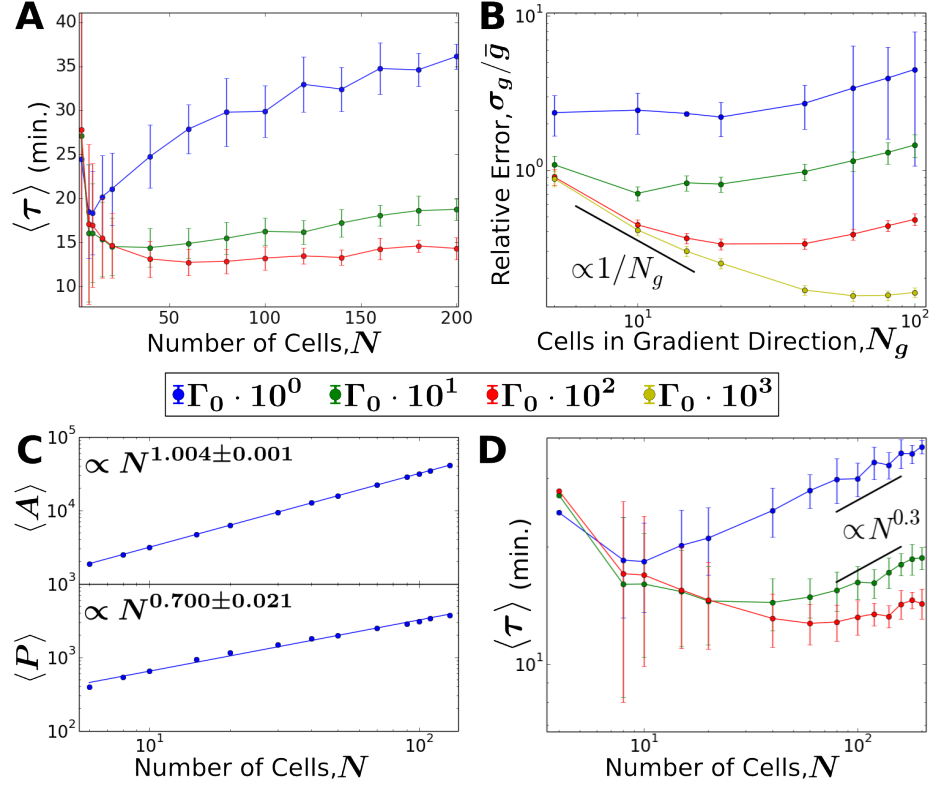 A
⟨τ⟩ (min.)
40
35
30
25
20
15
10
50
100
150
200
Number of Cells, N
B
Relative Error, σ_g/ḡ
10^1
10^0
∝1/N_g
10^1
10^2
Cells in Gradient Direction, N_g
Γ_0 · 10^0
Γ_0 · 10^1
Γ_0 · 10^2
Γ_0 · 10^3
C
∝ N^{1.004±0.001}
⟨A⟩
10^5
10^4
10^3
∝ N^{0.700±0.021}
⟨P⟩
10^3
10^2
10^1
10^2
Number of Cells, N
D
⟨τ⟩ (min.)
10^1
∝N^{0.3}
10^1
10^2
Number of Cells, N